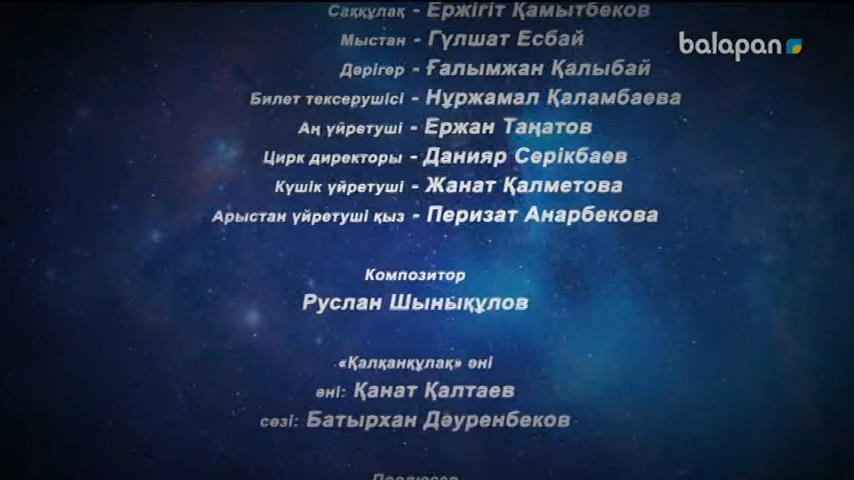 Саққұлақ - Ержігіт Қамытбеков
balapan
Мыстан - Гүлшат Есбай
Дәрігер - Ғалымжан Қалыбай
Билет тексерушісі - Нұржамал Қаламбаева
Аң үйретуші - Ержан Таңатов
Цирк директоры - Данияр Серікбаев
Күшік үйретуші - Жанат Қалметова
Арыстан үйретуші қыз - Перизат Анарбекова
Композитор
Руслан Шынықұлов
«Қалқанқұлақ» әні
әні: Қанат Қалтаев
сөзі: Батырхан Дәуренбеков